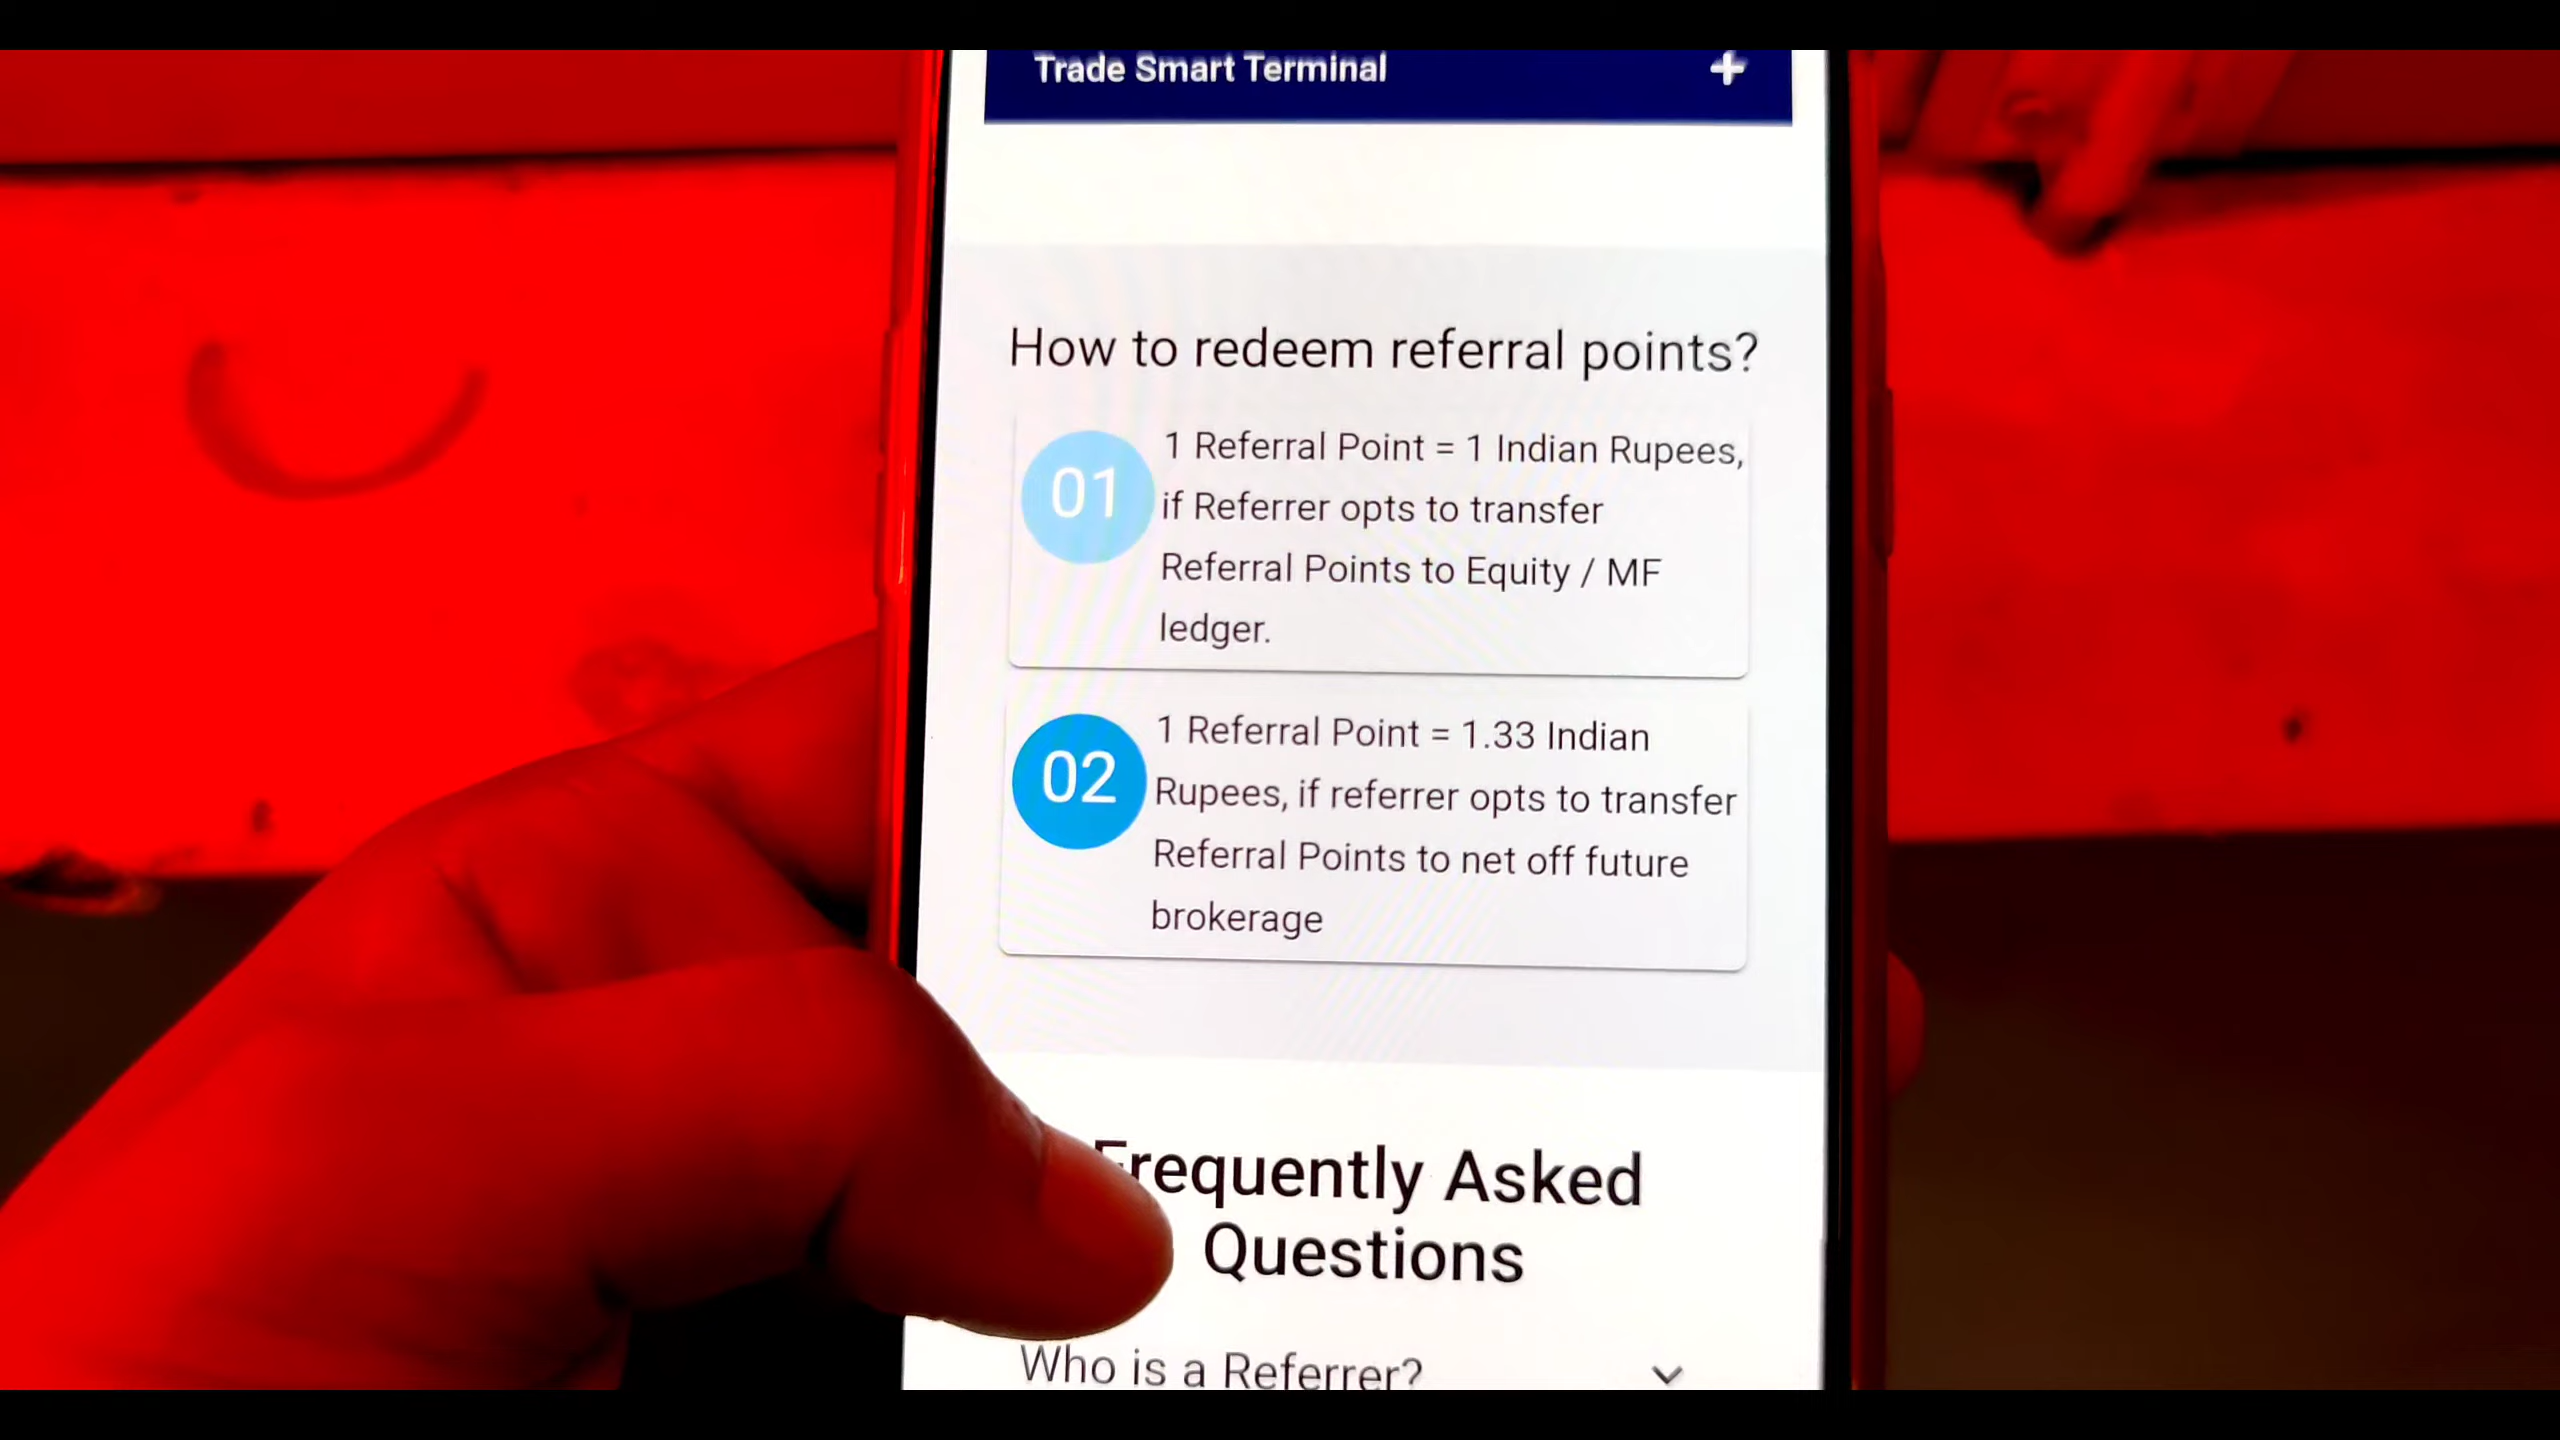 Trade Smart Terminal +
How to redeem referral points?
01
1 Referral Point = 1 Indian Rupees,
if Referrer opts to transfer
Referral Points to Equity / MF
ledger.
02
1 Referral Point = 1.33 Indian
Rupees, if referrer opts to transfer
Referral Points to net off future
brokerage
Frequently Asked
Questions
Who is a Referrer?